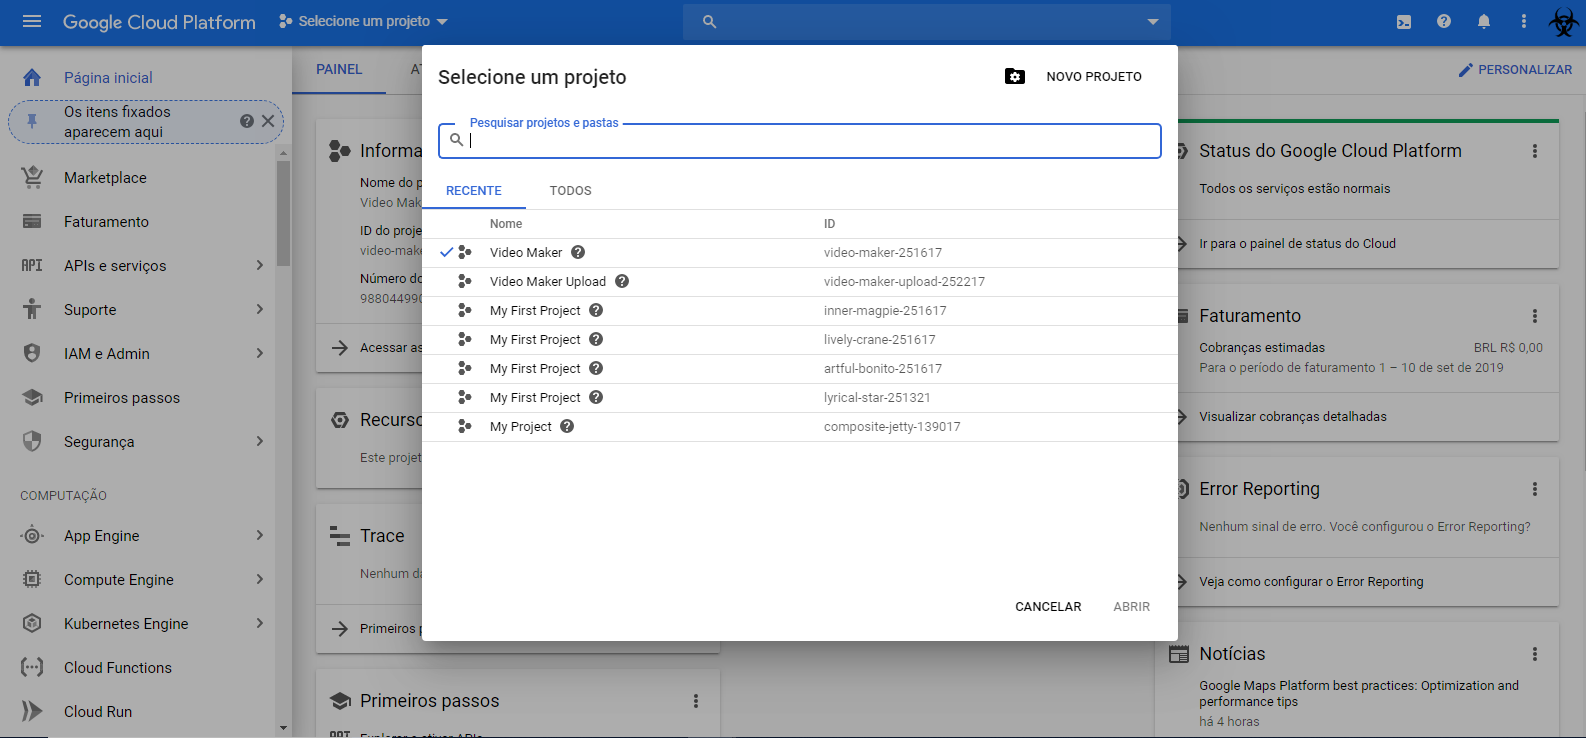 Google Cloud Platform
Selecione um projeto
Página inicial
Os itens fixados
aparecem aqui
Marketplace
Faturamento
APIs e serviços
Suporte
IAM e Admin
Primeiros passos
Segurança
COMPUTAÇÃO
App Engine
Compute Engine
Kubernetes Engine
Cloud Functions
Cloud Run
PAINEL
PERSONALIZAR
Informa
Nome do p
Video Mak
ID do proje
video-make
Número do
98804499
Acessar as
Recurso
Este projet
Trace
Nenhum da
Primeiros p
Primeiros passos
Explorar e ativar APIs
Selecione um projeto
NOVO PROJETO
Pesquisar projetos e pastas
RECENTE TODOS
Nome ID
Video Maker video-maker-251617
Video Maker Upload video-maker-upload-252217
My First Project inner-magpie-251617
My First Project lively-crane-251617
My First Project artful-bonito-251617
My First Project lyrical-star-251321
My Project composite-jetty-139017
CANCELAR ABRIR
Status do Google Cloud Platform
Todos os serviços estão normais
Ir para o painel de status do Cloud
Faturamento
Cobranças estimadas BRL R$ 0,00
Para o período de faturamento 1 – 10 de set de 2019
Visualizar cobranças detalhadas
Error Reporting
Nenhum sinal de erro. Você configurou o Error Reporting?
Veja como configurar o Error Reporting
Notícias
Google Maps Platform best practices: Optimization and
performance tips
há 4 horas